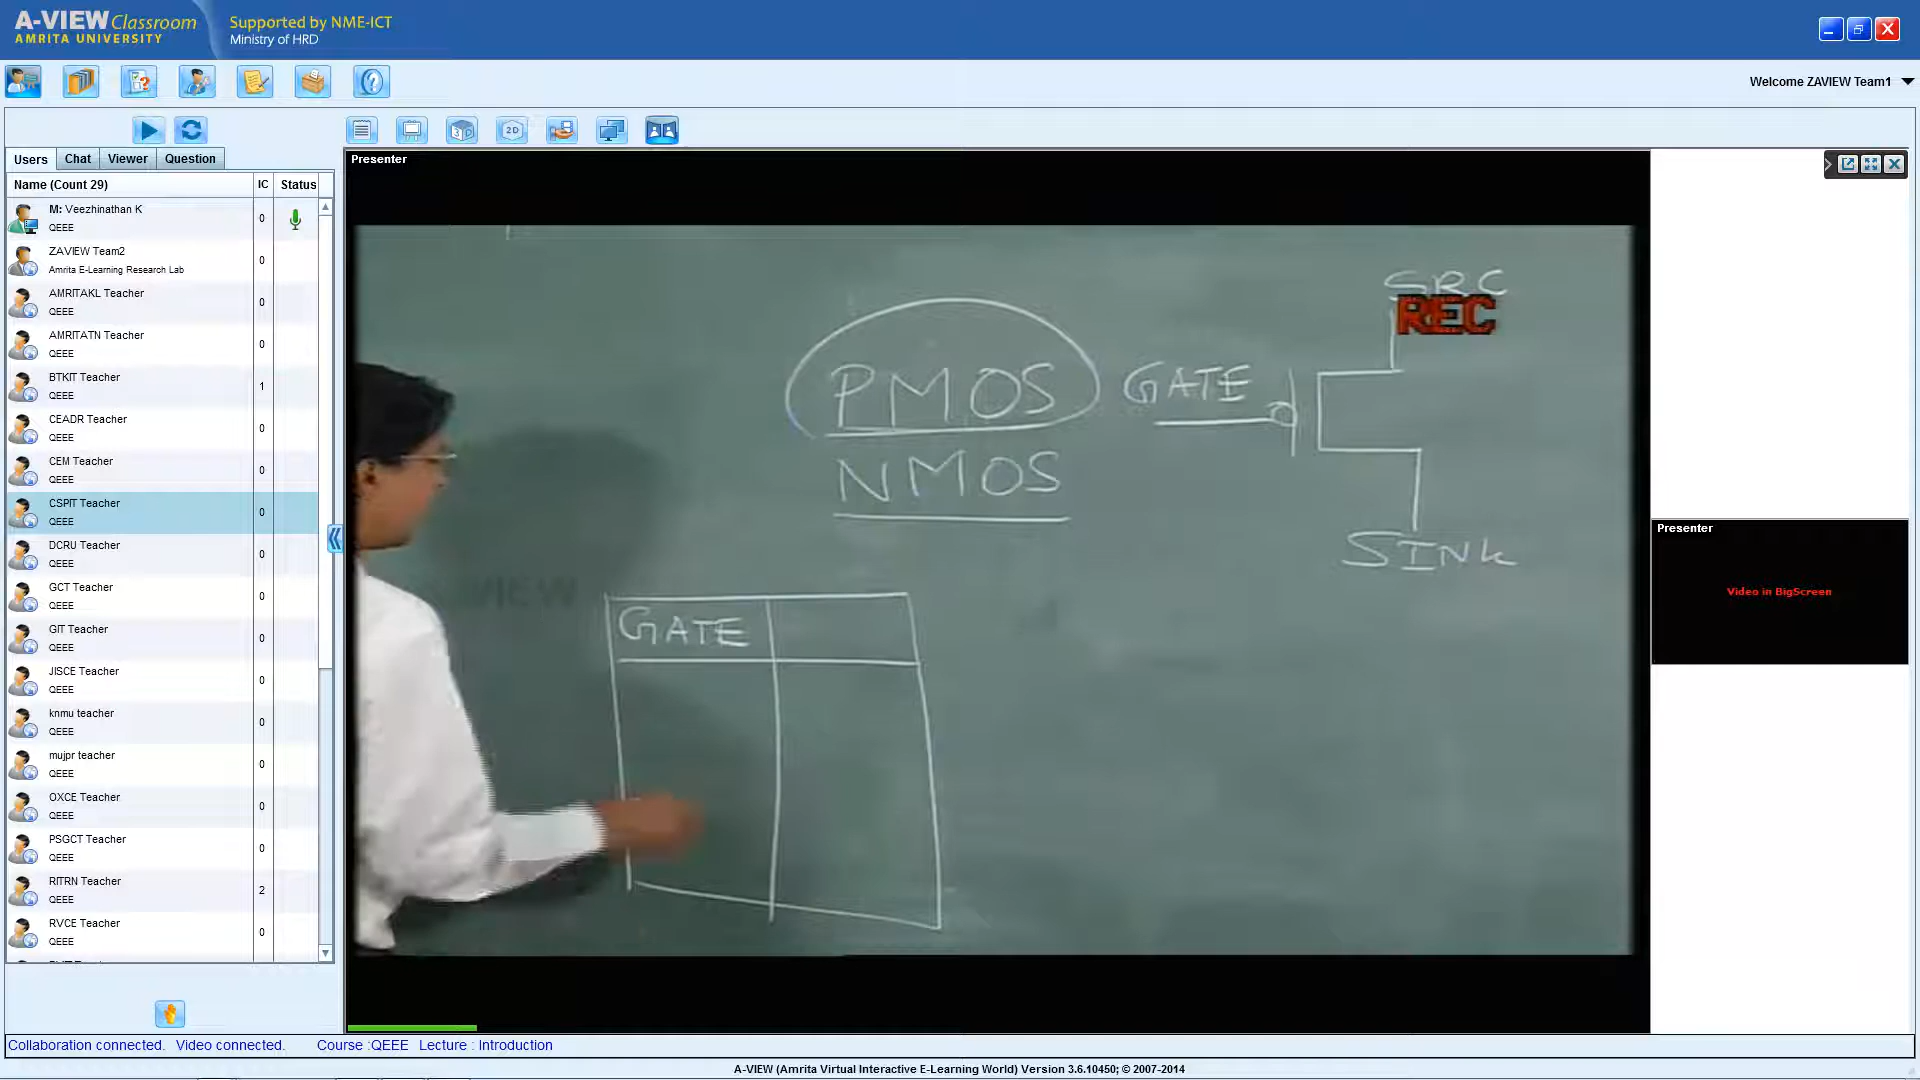 A-VIEW Classroom
AMRITA UNIVERSITY
Supported by NME-ICT
Ministry of HRD
Welcome ZAVIEW Team1
3D
2D
Users
Chat
Viewer
Question
Name (Count 29)
IC
Status
M: Veezhinathan K
QEEE
0
ZAVIEW Team2
Amrita E-Learning Research Lab
0
AMRITAKL Teacher
QEEE
0
AMRITATN Teacher
QEEE
0
BTKIT Teacher
QEEE
1
CEADR Teacher
QEEE
0
CEM Teacher
QEEE
0
CSPIT Teacher
QEEE
0
DCRU Teacher
QEEE
0
GCT Teacher
QEEE
0
GIT Teacher
QEEE
0
JISCE Teacher
QEEE
0
knmu teacher
QEEE
0
mujpr teacher
QEEE
0
OXCE Teacher
QEEE
0
PSGCT Teacher
QEEE
0
RITRN Teacher
QEEE
2
RVCE Teacher
QEEE
0
Presenter
SRC
REC
PMOS
GATE
NMOS
SINK
A-VIEW
GATE
Presenter
Video in BigScreen
Collaboration connected. Video connected. Course :QEEE Lecture : Introduction
A-VIEW (Amrita Virtual Interactive E-Learning World) Version 3.6.10450; © 2007-2014